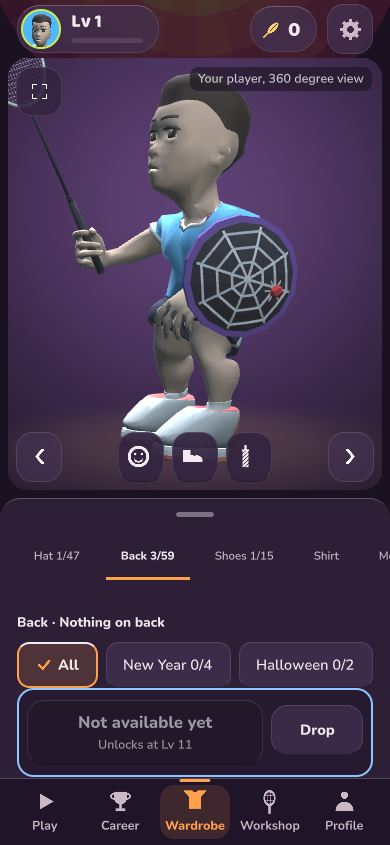 Lv 1
0
Your player, 360 degree view
Hat 1/47
Back 3/59
Shoes 1/15
Shirt
Back · Nothing on back
All
New Year 0/4
Halloween 0/2
Not available yet
Unlocks at Lv 11
Drop
Play
Career
Wardrobe
Workshop
Profile